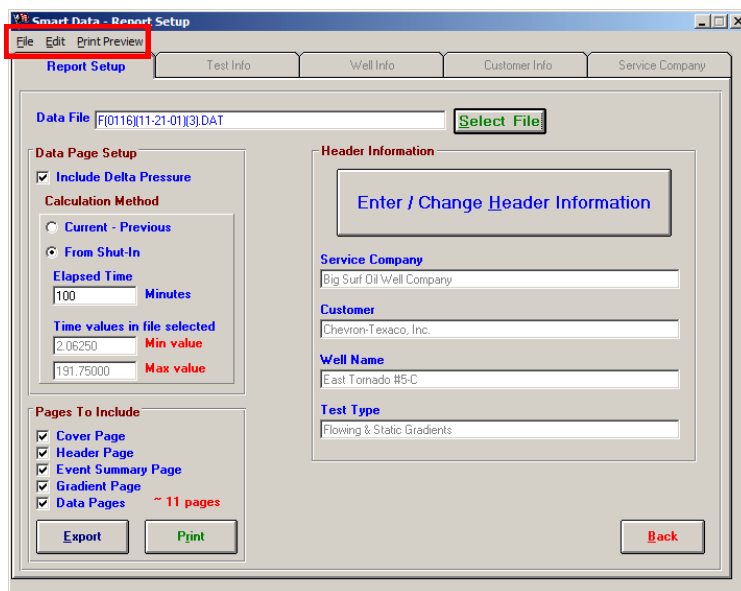 Smart Data - Report Setup
File Edit Print Preview
Report Setup Test Info Well Info Customer Info Service Company
Data File F(0116)(11-21-01)(3).DAT Select File
Data Page Setup
Include Delta Pressure
Calculation Method
Current - Previous
From Shut-In
Elapsed Time
100 Minutes
Time values in file selected
2.06250 Min value
191.75000 Max value
Pages To Include
Cover Page
Header Page
Event Summary Page
Gradient Page
Data Pages ~ 11 pages
Export Print
Header Information
Enter / Change Header Information
Service Company
Big Surf Oil Well Company
Customer
Chevron-Texaco, Inc.
Well Name
East Tornado #5-C
Test Type
Flowing & Static Gradients
Back